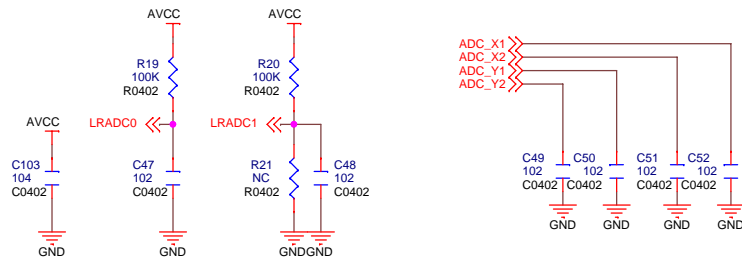 AVCC
AVCC
R19
100K
R0402
R20
100K
R0402
ADC_X1
ADC_X2
ADC_Y1
ADC_Y2
AVCC
LRADC0
LRADC1
C103
104
C0402
C47
102
C0402
R21
NC
R0402
C48
102
C0402
C49
102
C0402
C50
102
C0402
C51
102
C0402
C52
102
C0402
GND
GND
GND
GND
GND
GND
GND
GND